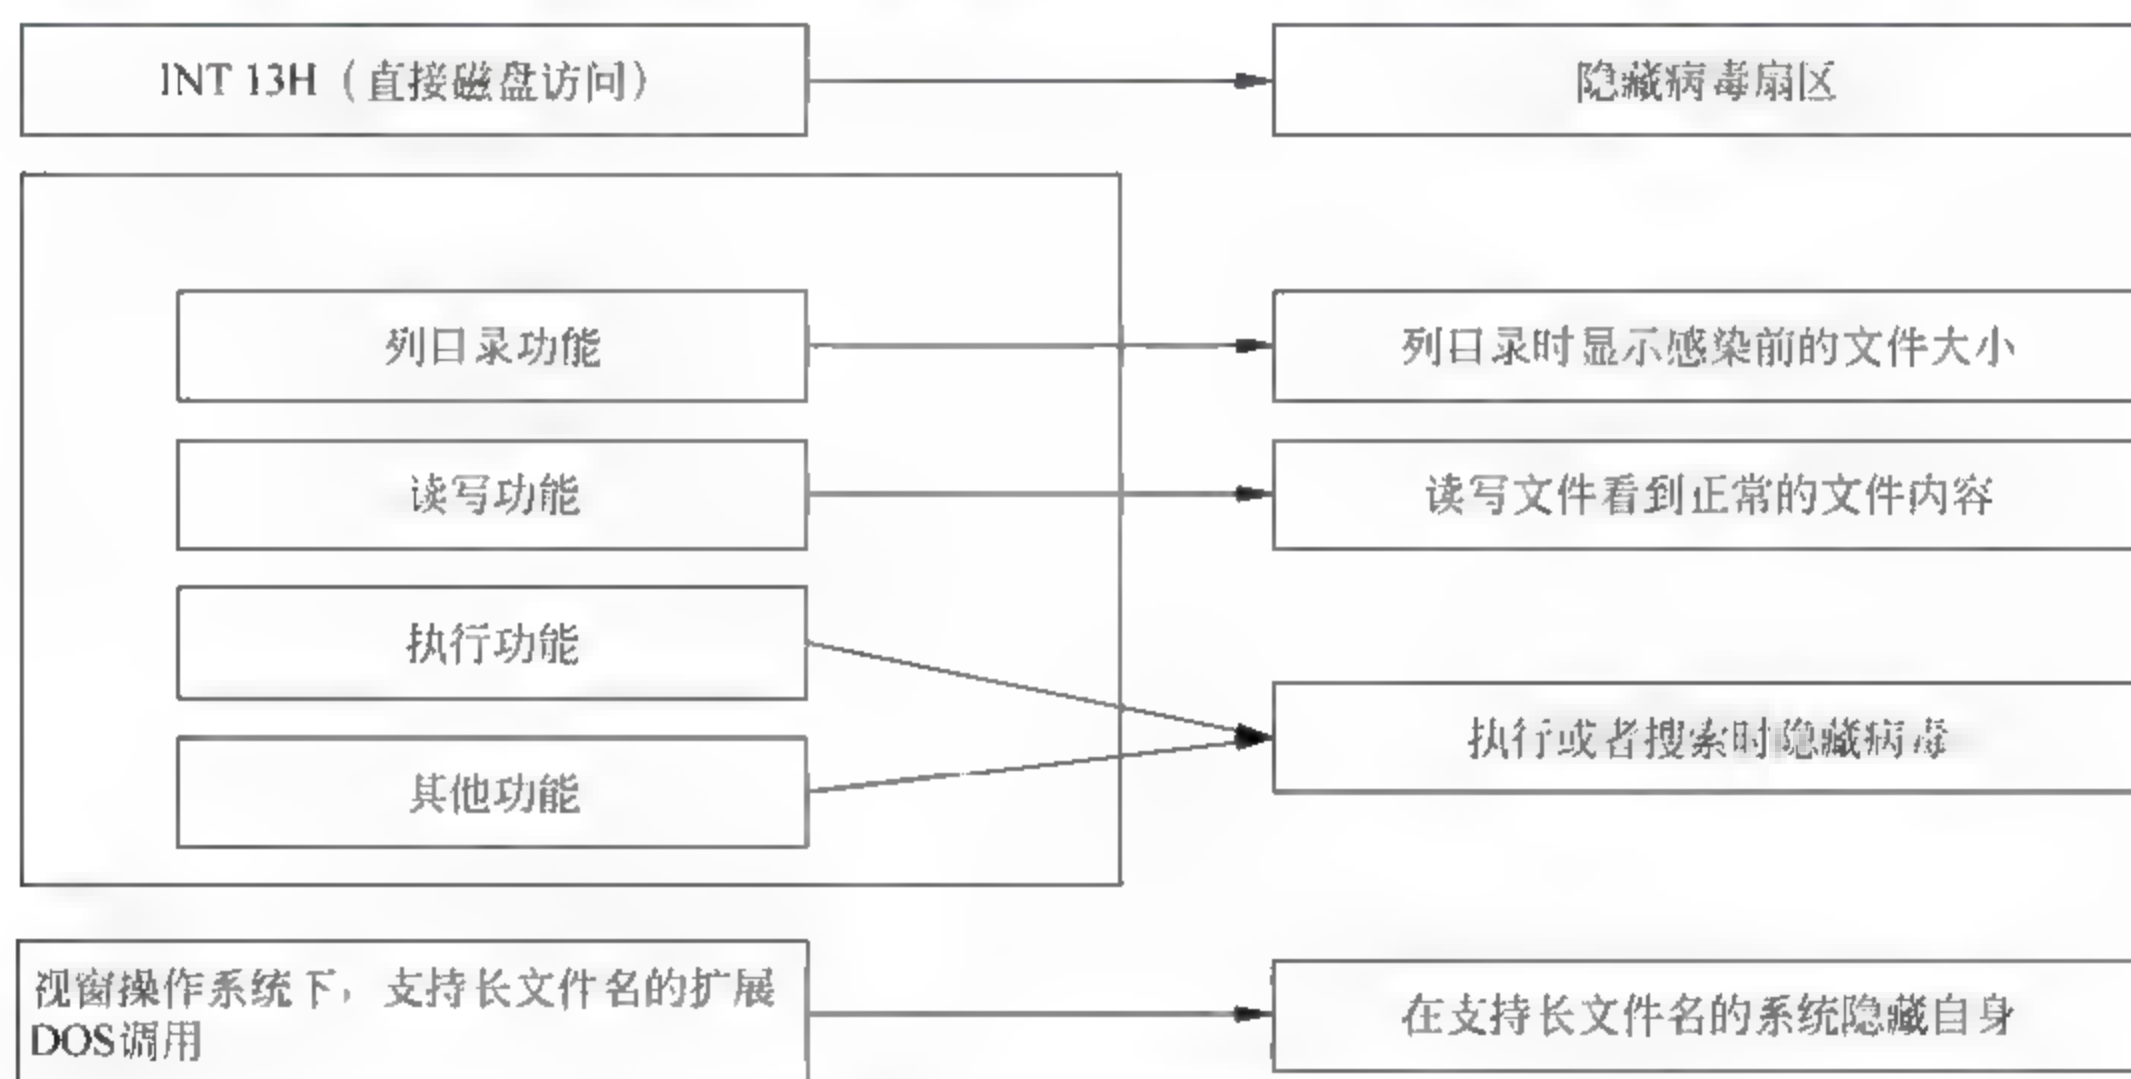 INT 13H（直接磁盘访问）
隐藏病毒扇区
列目录功能
列目录时显示感染前的文件大小
读写功能
读写文件看到正常的文件内容
执行功能
执行或者搜索时隐藏病毒
其他功能
视窗操作系统下，支持长文件名的扩展
DOS调用
在支持长文件名的系统隐藏自身